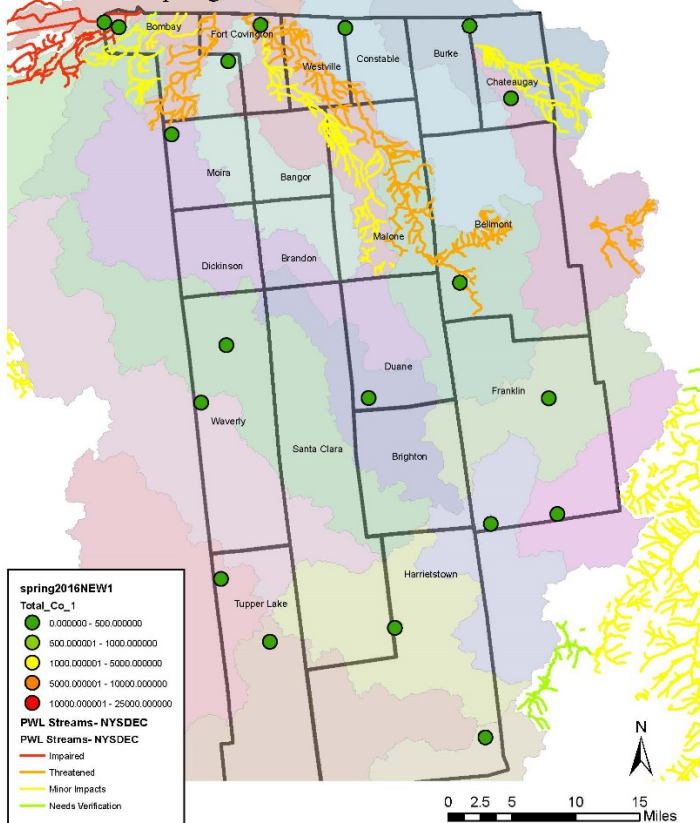 Bombay
Fort Covington
Westville
Constable
Burke
Chateaugay
Moira
Bangor
Malone
Bellmont
Dickinson
Brandon
Duane
Franklin
Waverly
Santa Clara
Brighton
Harrietstown
Tupper Lake
spring2016NEW1
Total_Co_1
0.000000 - 500.000000
500.000001 - 1000.000000
1000.000001 - 5000.000000
5000.000001 - 10000.000000
10000.000001 - 25000.000000
PWL Streams- NYSDEC
PWL Streams- NYSDEC
Impaired
Threatened
Minor Impacts
Needs Verification
N
0 2.5 5 10 15
Miles